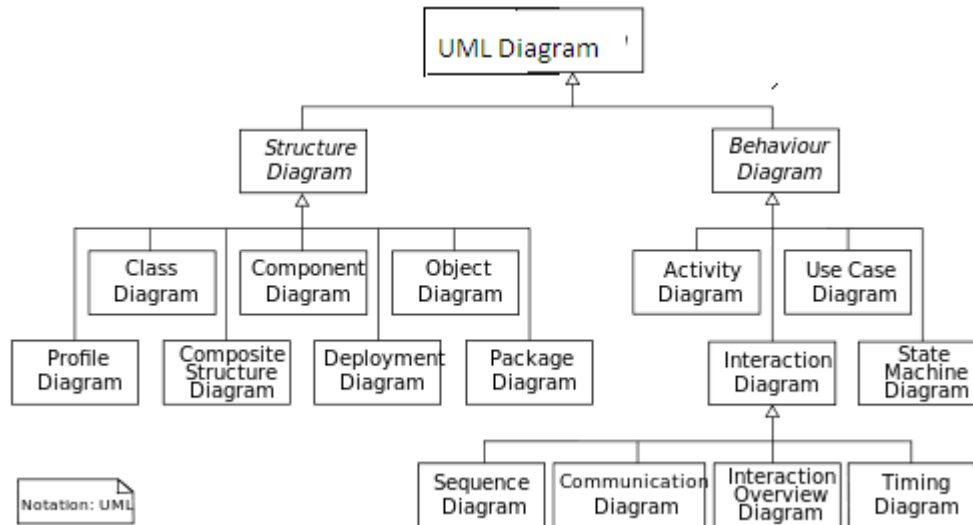 UML Diagram
Structure
Diagram
Behaviour
Diagram
Class
Diagram
Component
Diagram
Object
Diagram
Activity
Diagram
Use Case
Diagram
Profile
Diagram
Composite
Structure
Diagram
Deployment
Diagram
Package
Diagram
Interaction
Diagram
State
Machine
Diagram
Sequence
Diagram
Communication
Diagram
Interaction
Overview
Diagram
Timing
Diagram
Notation: UML